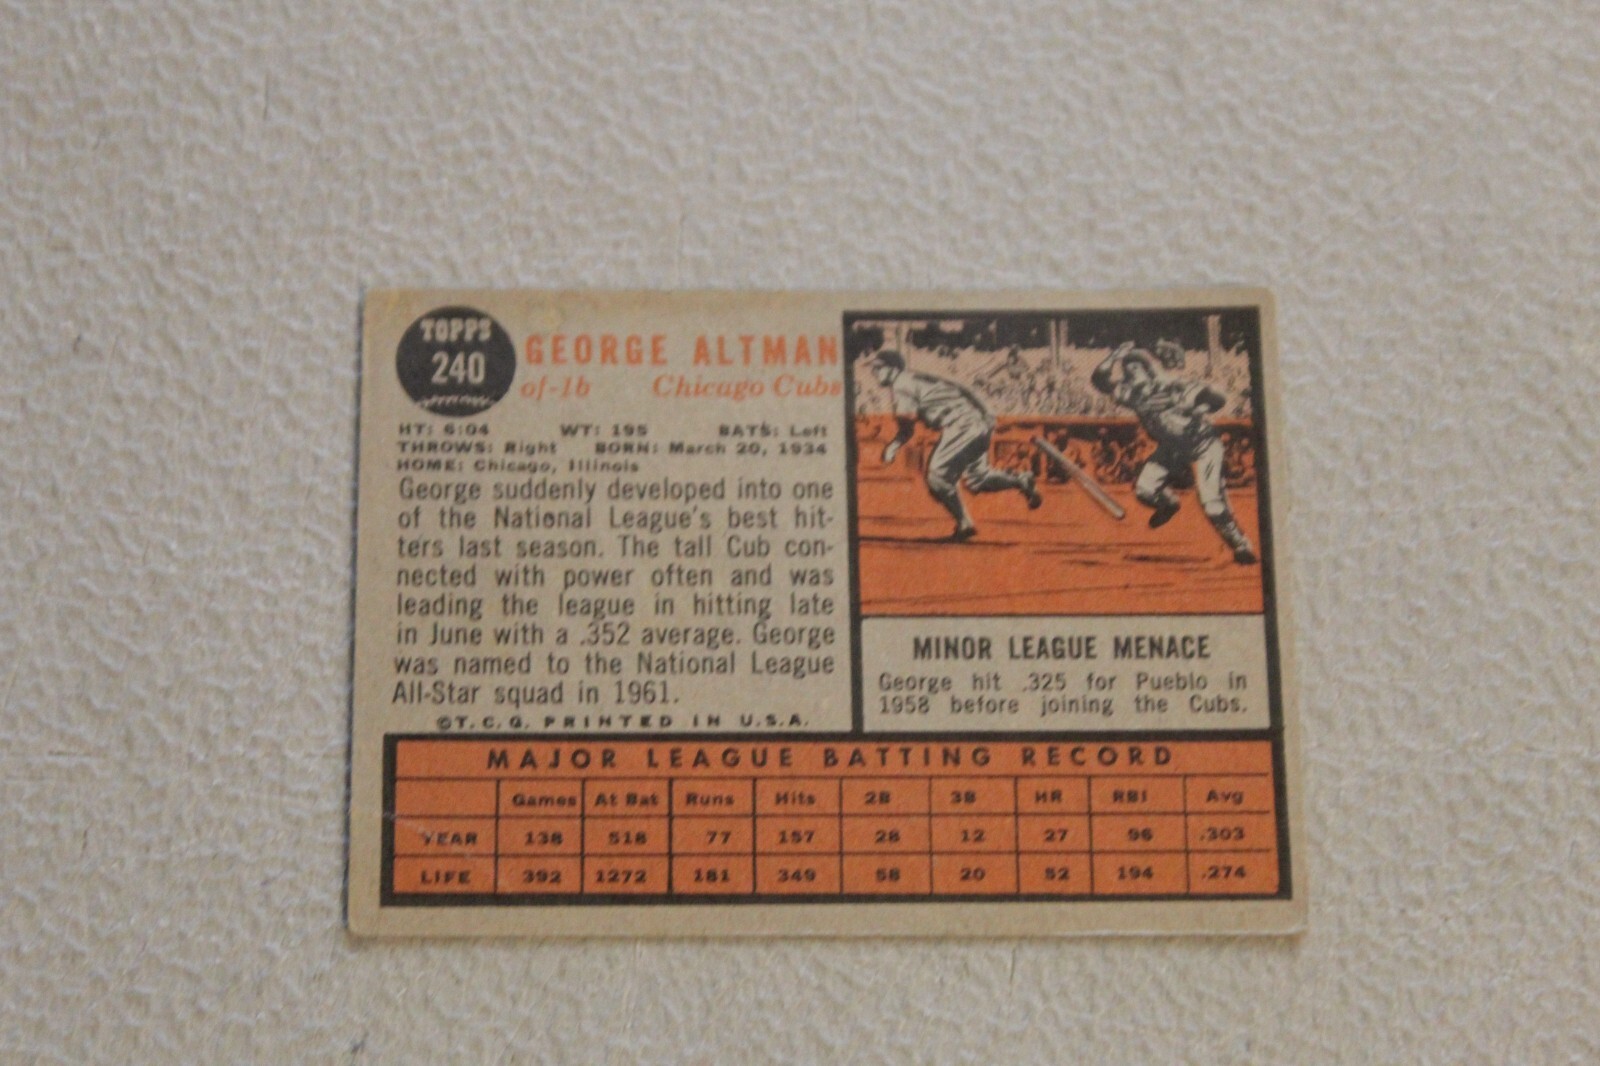 TOPPS
240
GEORGE ALTMAN
of-1b Chicago Cubs
HT: 6:04 WT: 195 BATS: Left
THROWS: Right BORN: March 20, 1934
HOME: Chicago, Illinois
George suddenly developed into one
of the National League's best hit-
ters last season. The tall Cub con-
nected with power often and was
leading the league in hitting late
in June with a .352 average. George
was named to the National League
All-Star squad in 1961.
©T.C.G. PRINTED IN U.S.A.
MINOR LEAGUE MENACE
George hit .325 for Pueblo in
1958 before joining the Cubs.
MAJOR LEAGUE BATTING RECORD
Games At Bat Runs Hits 2B 3B HR RBI Avg
YEAR 138 518 77 157 28 12 27 96 .303
LIFE 392 1272 181 349 58 20 52 194 .274